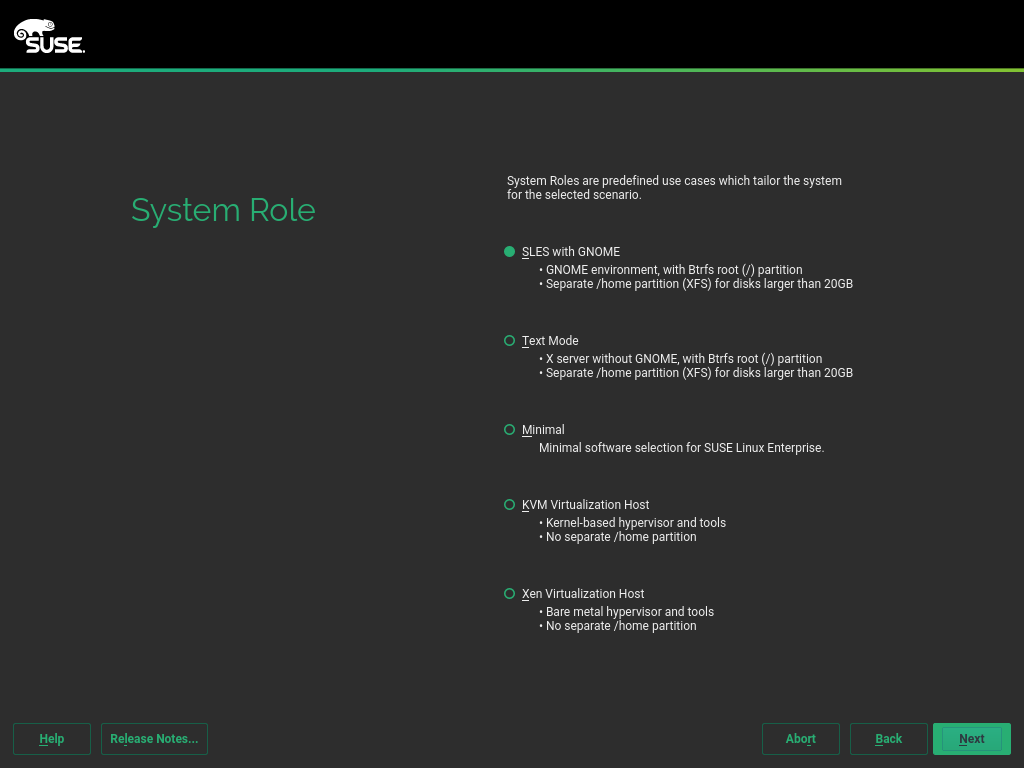 SUSE.
System Role
System Roles are predefined use cases which tailor the system
for the selected scenario.
SLES with GNOME
• GNOME environment, with Btrfs root (/) partition
• Separate /home partition (XFS) for disks larger than 20GB
Text Mode
• X server without GNOME, with Btrfs root (/) partition
• Separate /home partition (XFS) for disks larger than 20GB
Minimal
Minimal software selection for SUSE Linux Enterprise.
KVM Virtualization Host
• Kernel-based hypervisor and tools
• No separate /home partition
Xen Virtualization Host
• Bare metal hypervisor and tools
• No separate /home partition
Help
Release Notes...
Abort
Back
Next